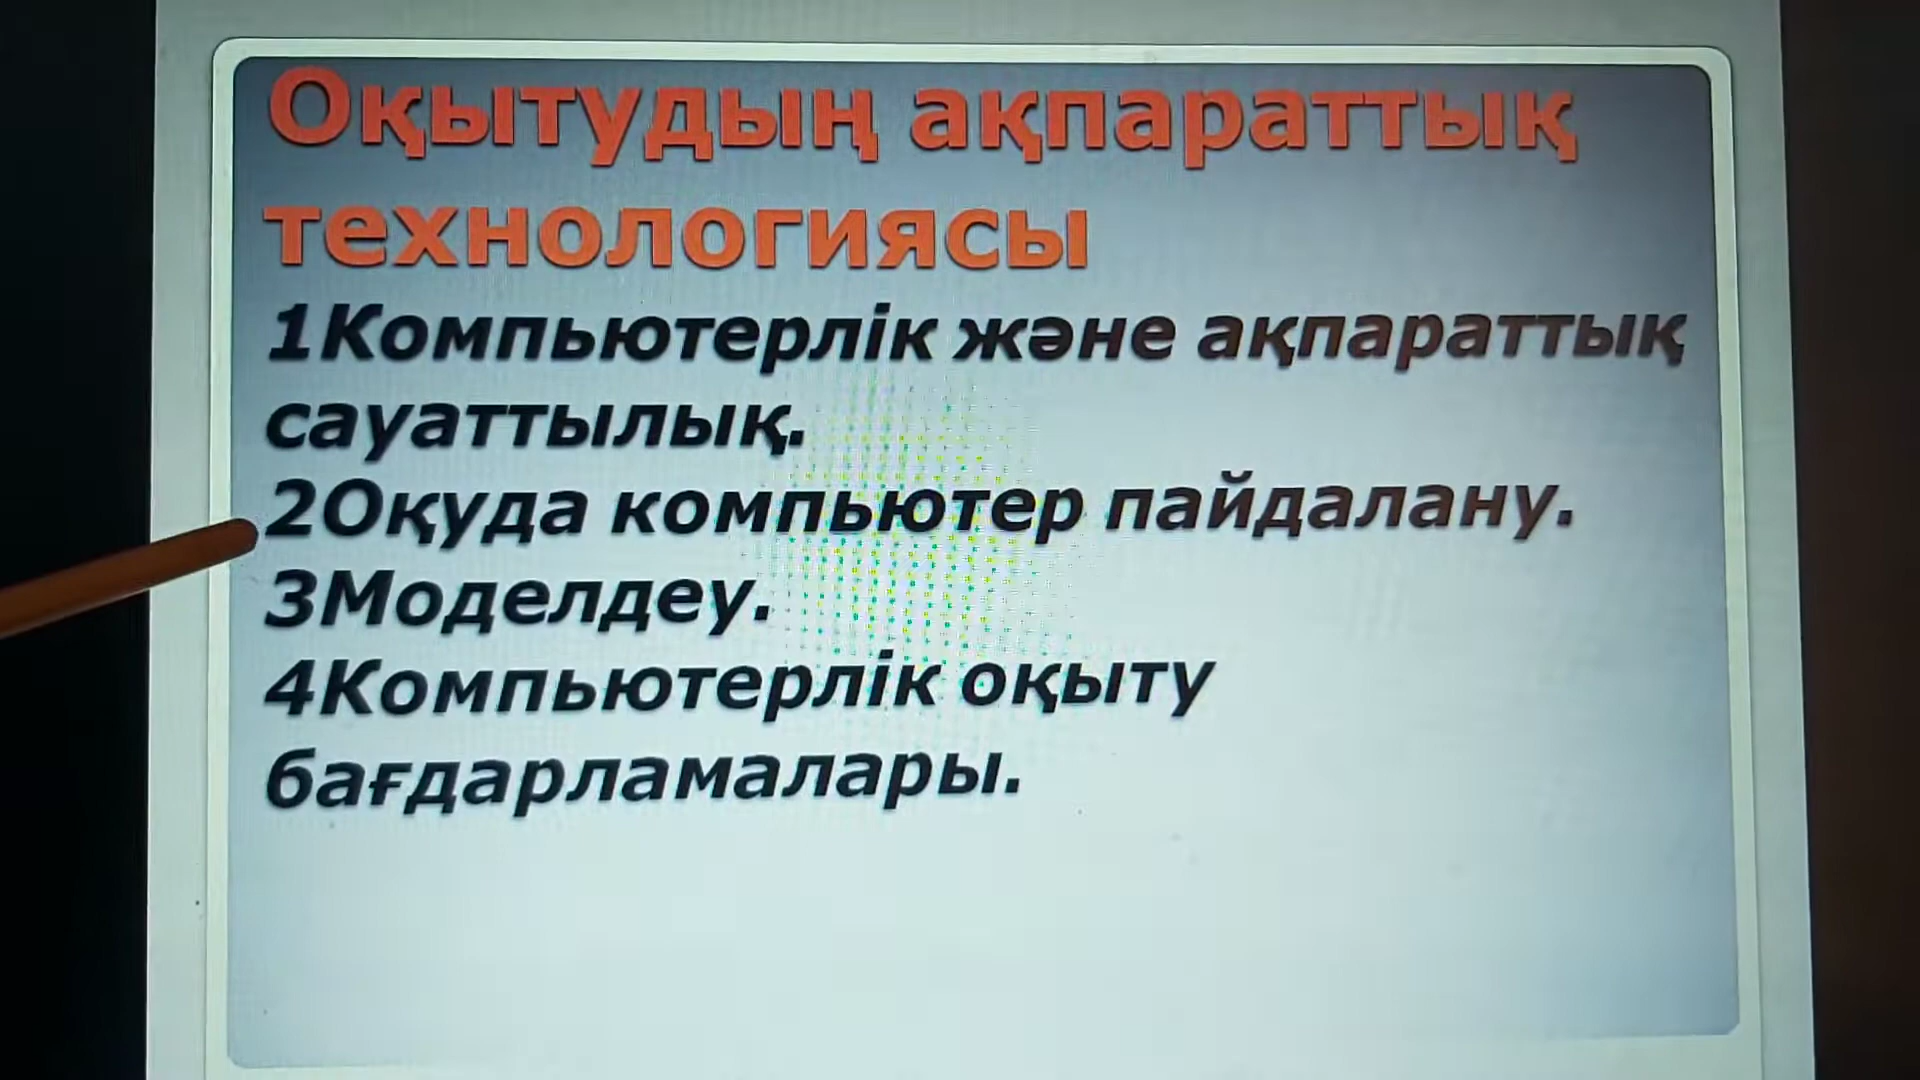 Оқытудың ақпараттық
технологиясы
1Компьютерлік және ақпараттық
сауаттылық.
2Оқуда компьютер пайдалану.
3Моделдеу.
4Компьютерлік оқыту
бағдарламалары.